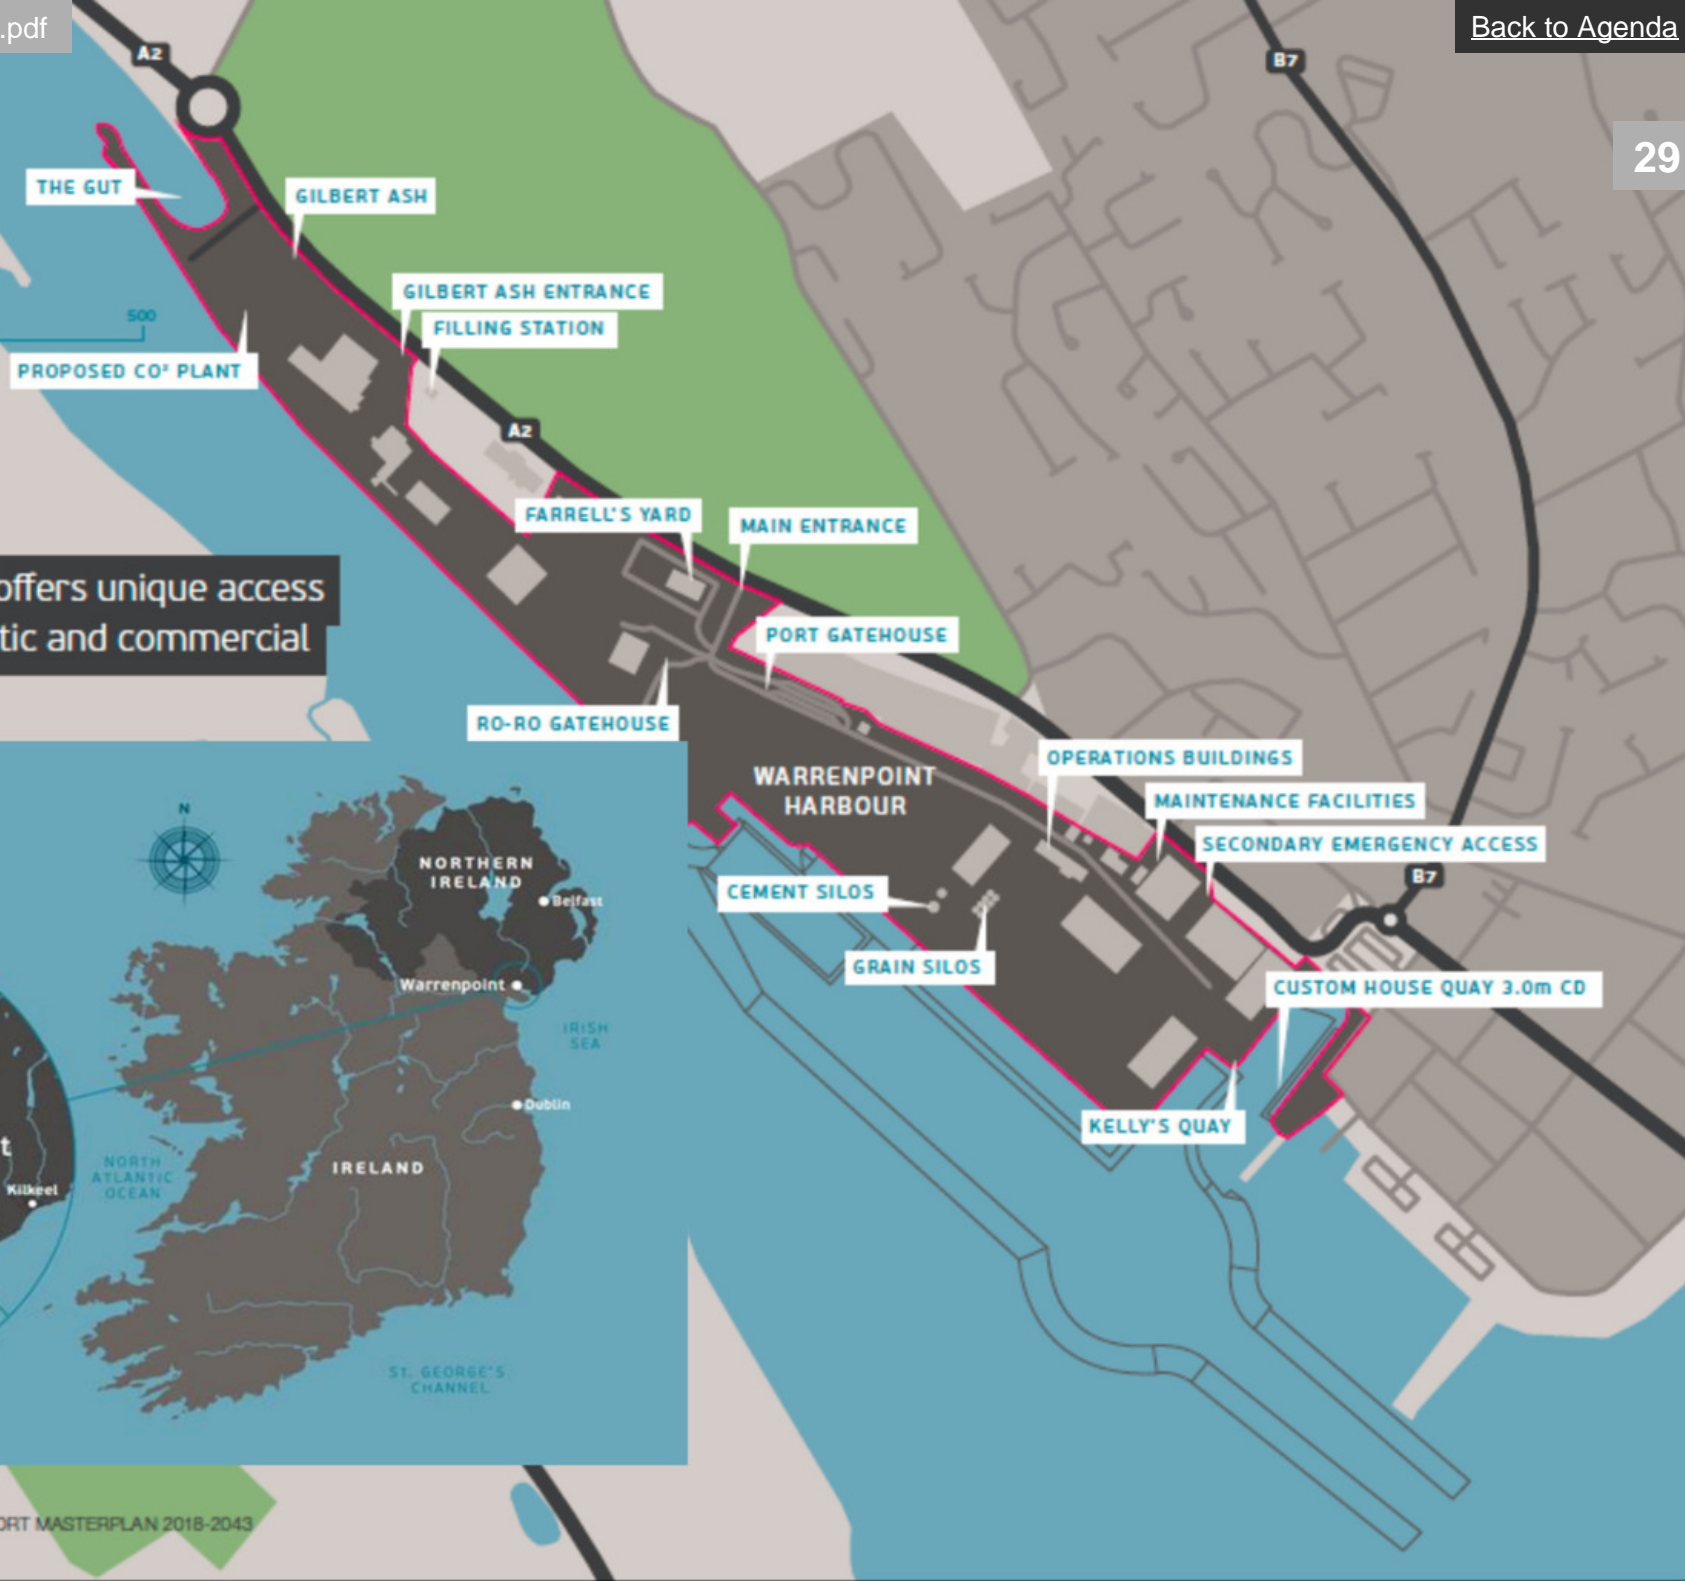 .pdf
Back to Agenda
A2
B7
29
THE GUT
GILBERT ASH
GILBERT ASH ENTRANCE
500
FILLING STATION
PROPOSED CO² PLANT
A2
FARRELL'S YARD
MAIN ENTRANCE
offers unique access
tic and commercial
PORT GATEHOUSE
RO-RO GATEHOUSE
OPERATIONS BUILDINGS
WARRENPOINT
HARBOUR
MAINTENANCE FACILITIES
SECONDARY EMERGENCY ACCESS
B7
CEMENT SILOS
GRAIN SILOS
CUSTOM HOUSE QUAY 3.0m CD
KELLY'S QUAY
N
NORTHERN
IRELAND
Belfast
Warrenpoint
IRISH
SEA
Dublin
t
NORTH
ATLANTIC
OCEAN
IRELAND
Kilkeel
ST. GEORGE'S
CHANNEL
ORT MASTERPLAN 2018-2043